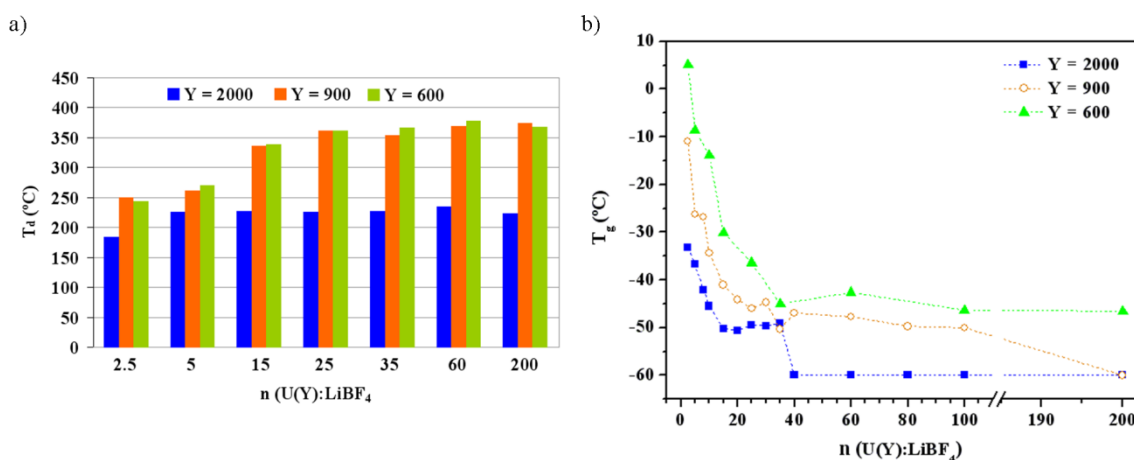 a)
450
400
350
300
250
200
150
100
50
0
Td (ºC)
Y = 2000 Y = 900 Y = 600
2.5 5 15 25 35 60 200
n (U(Y):LiBF4
b)
10
0
-10
-20
-30
-40
-50
-60
Tg (ºC)
Y = 2000
Y = 900
Y = 600
0 20 40 60 80 100 190 200
n (U(Y):LiBF4)